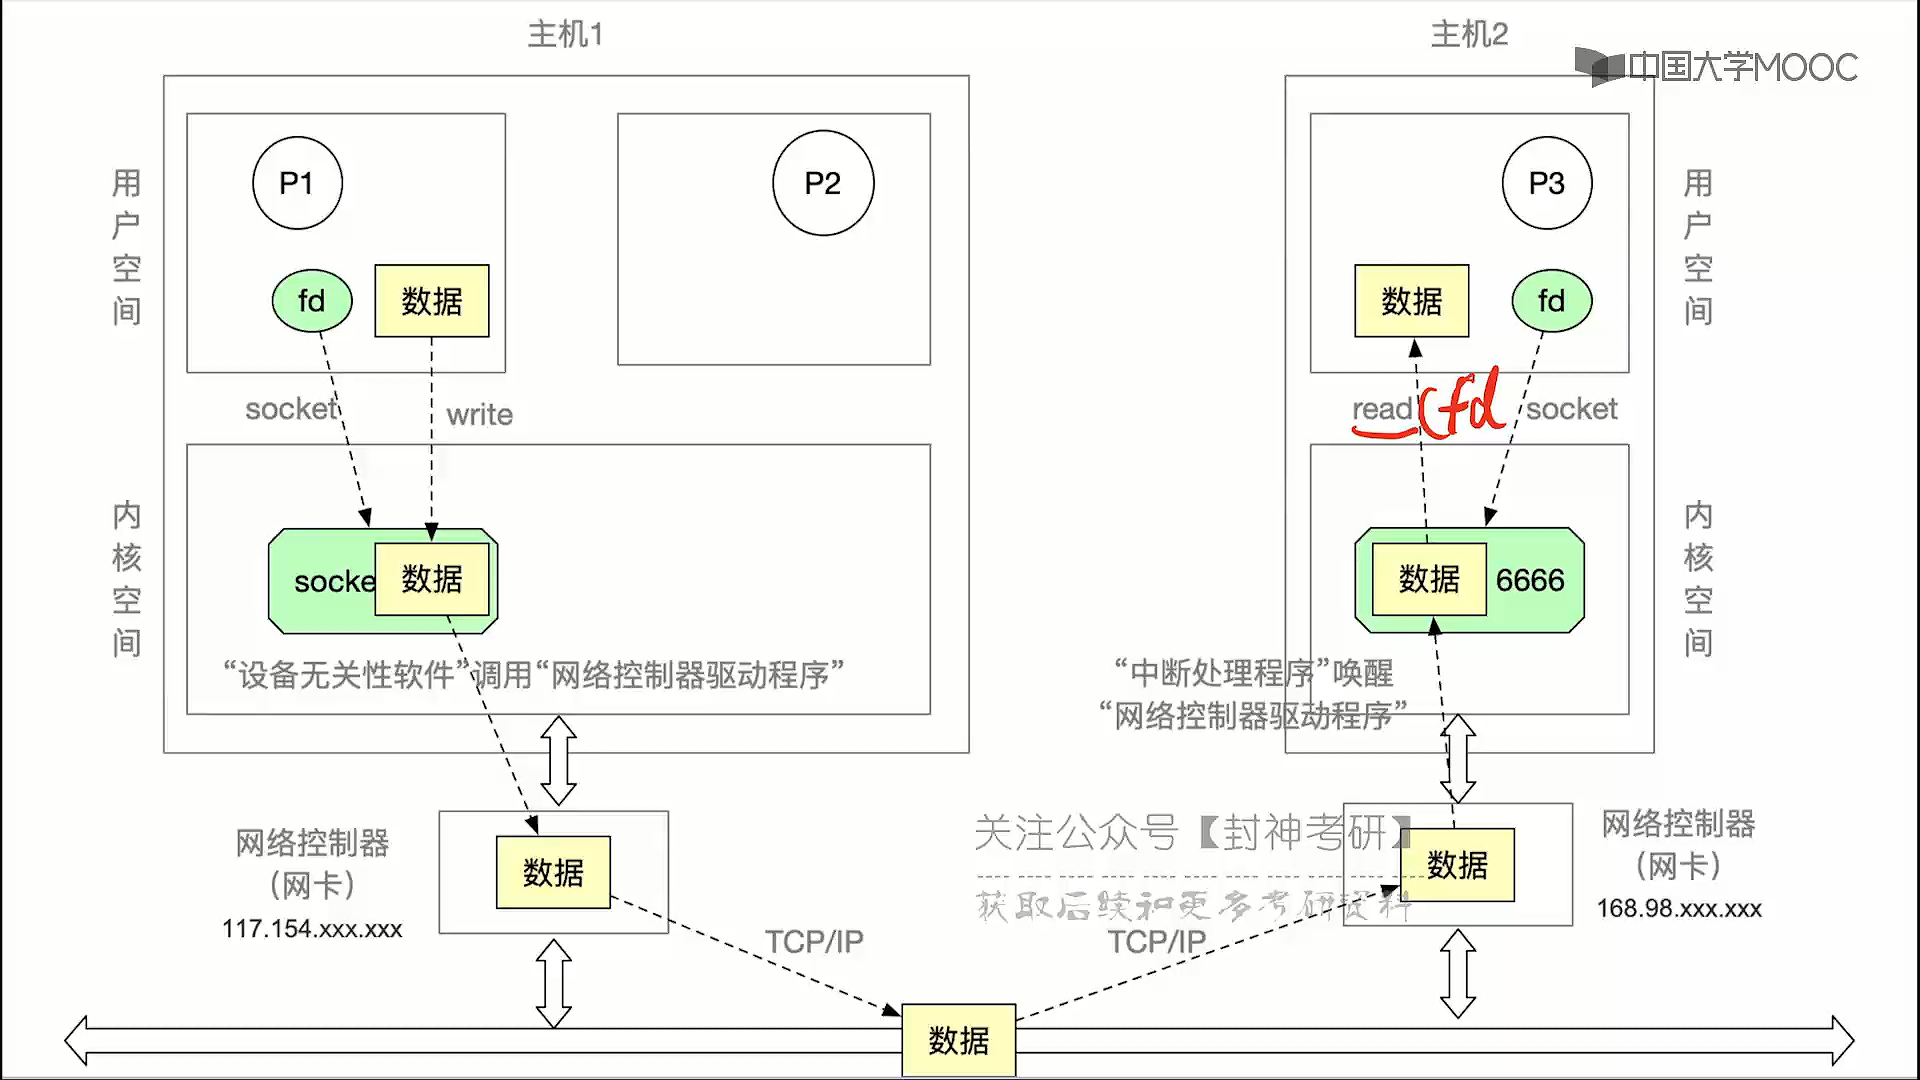 主机1
主机2
中国大学MOOC
P1
P2
P3
用户空间
用户空间
fd
数据
数据
fd
socket
write
read
(fd
socket
内核空间
内核空间
socke
数据
数据
6666
“设备无关性软件”调用“网络控制器驱动程序”
“中断处理程序”唤醒
“网络控制器驱动程序”
网络控制器
（网卡）
117.154.xxx.xxx
数据
关注公众号【封神考研】
获取后续和更多考研资料
数据
网络控制器
（网卡）
168.98.xxx.xxx
TCP/IP
TCP/IP
数据